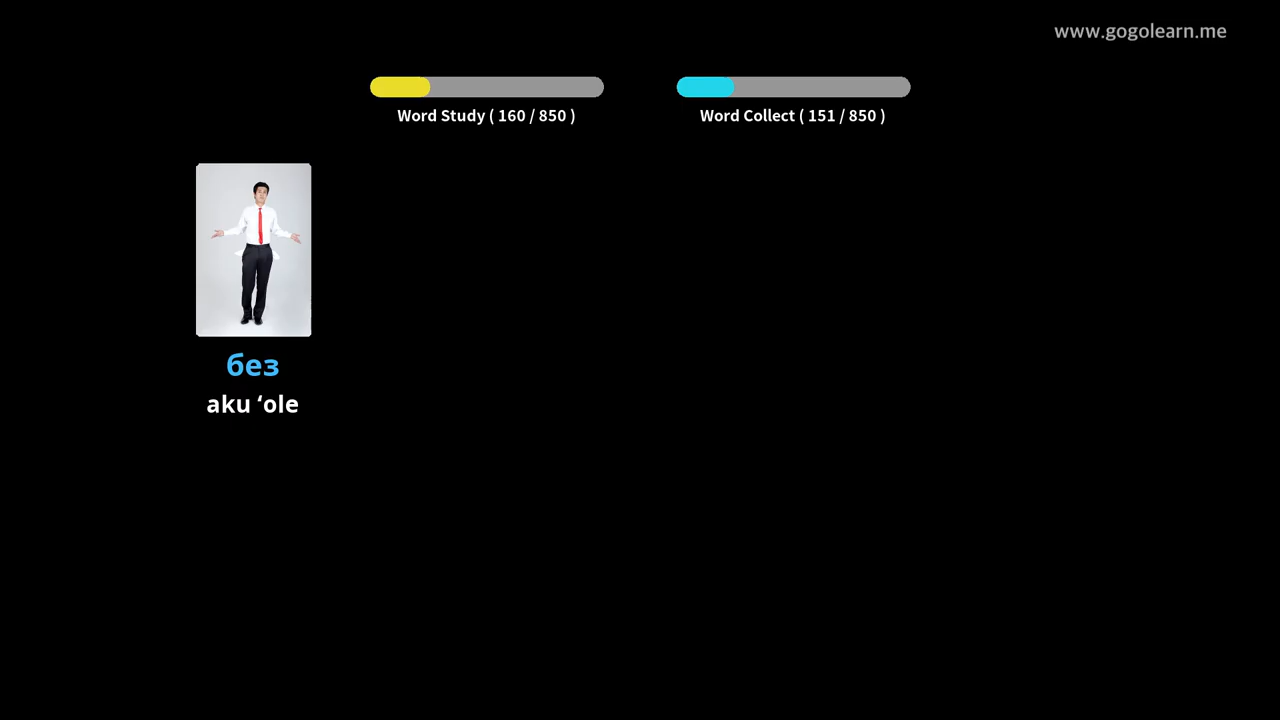 www.gogolearn.me
Word Study ( 160 / 850 )
Word Collect ( 151 / 850 )
без
aku ʻole